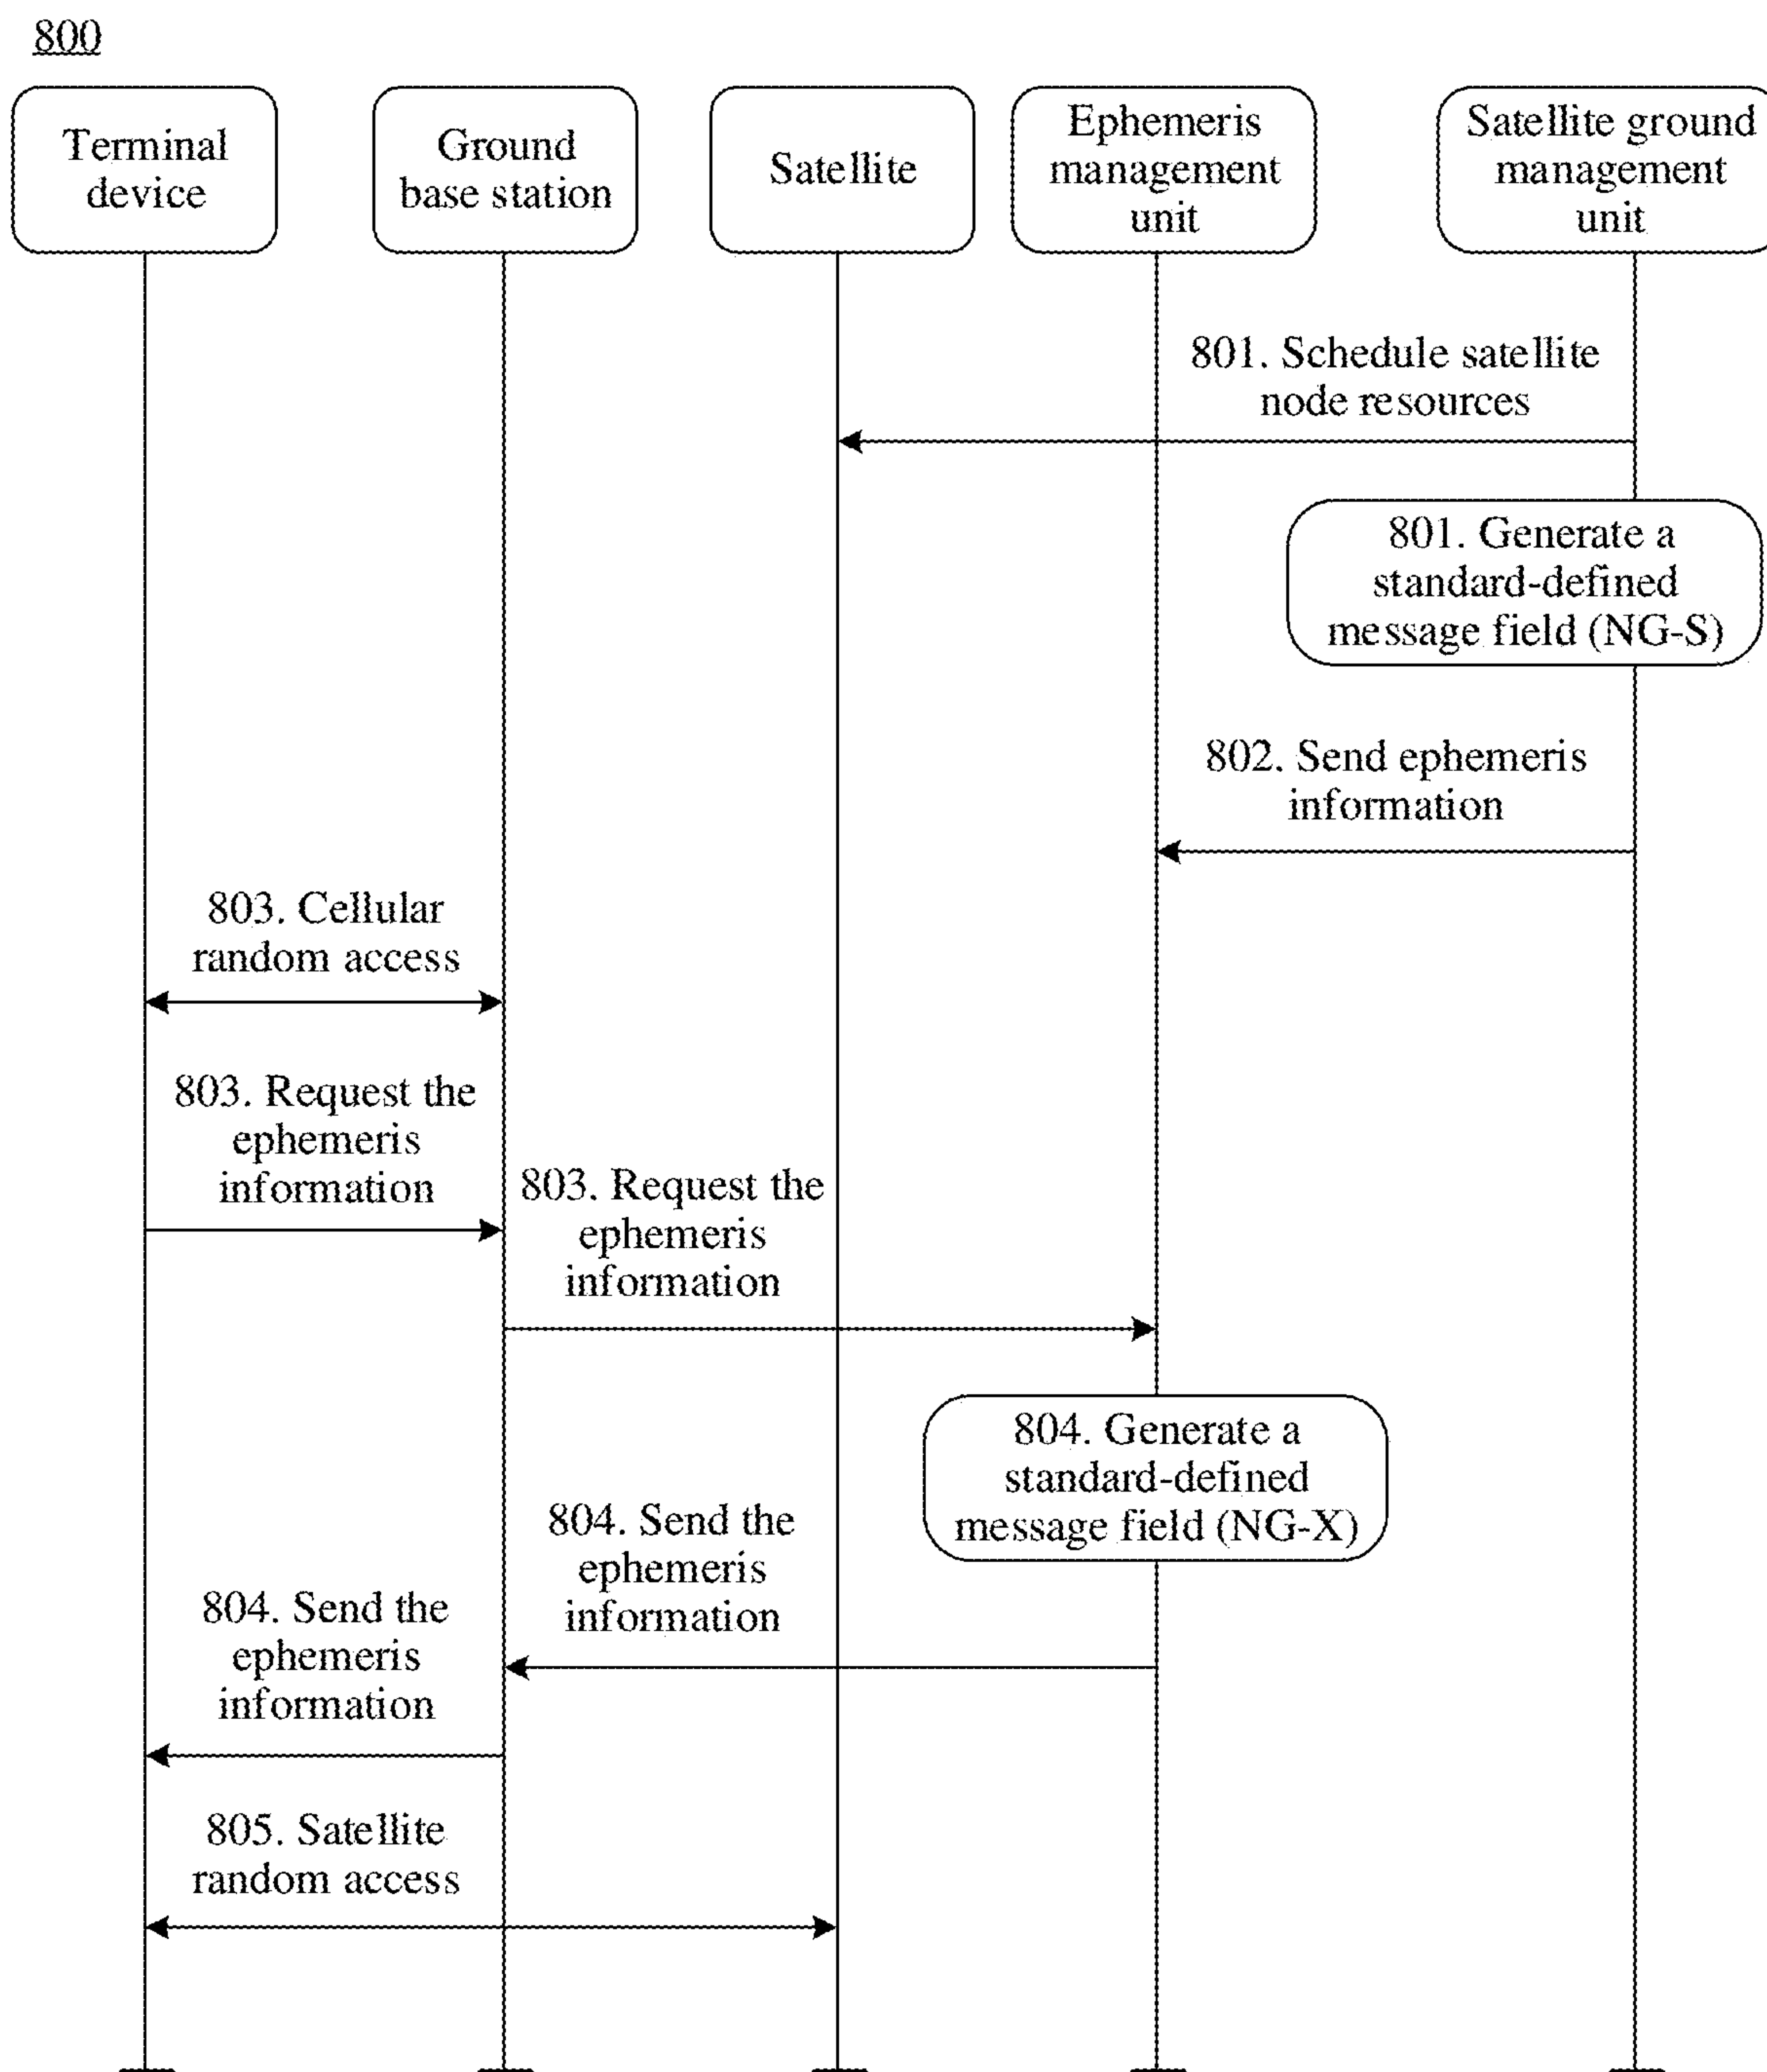 800
Terminal
device
Ground
base station
Satellite
Ephemeris
management
unit
Satellite ground
management
unit
801. Schedule satellite
node resources
801. Generate a
standard-defined
message field (NG-S)
802. Send ephemeris
information
803. Cellular
random access
803. Request the
ephemeris
information
803. Request the
ephemeris
information
804. Generate a
standard-defined
message field (NG-X)
804. Send the
ephemeris
information
804. Send the
ephemeris
information
805. Satellite
random access